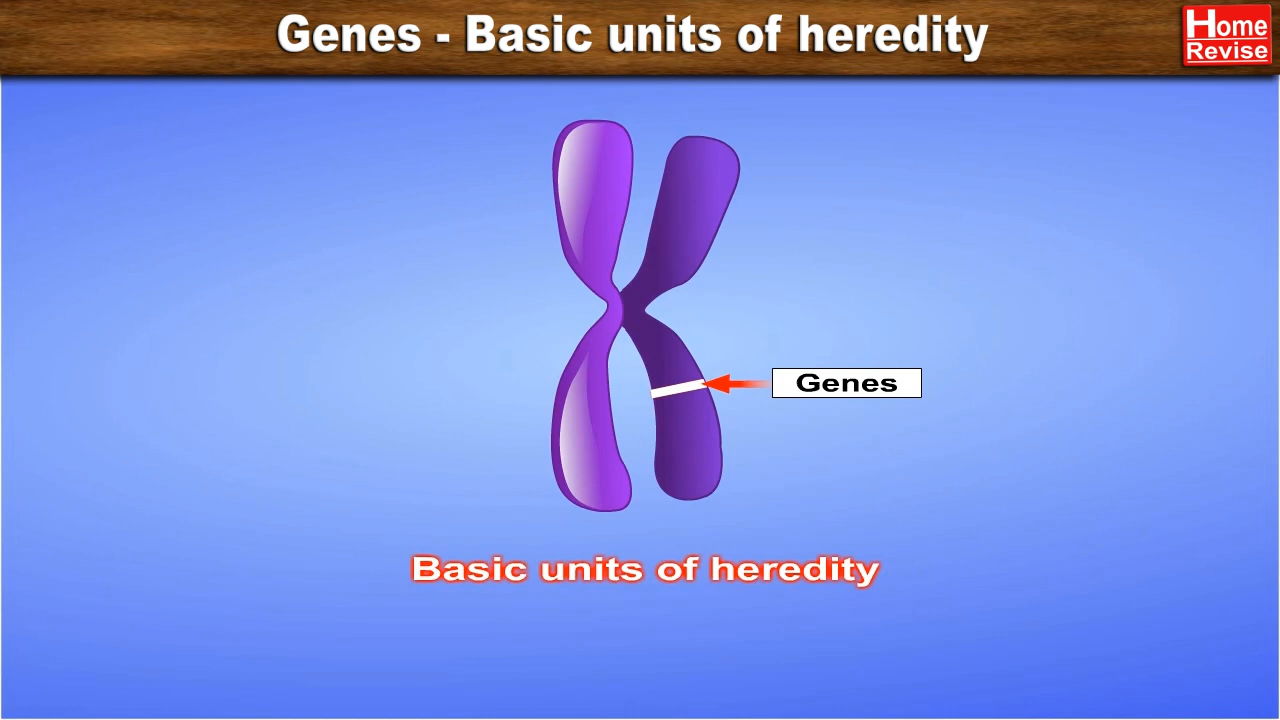 Genes - Basic units of heredity
Home
Revise
Genes
Basic units of heredity